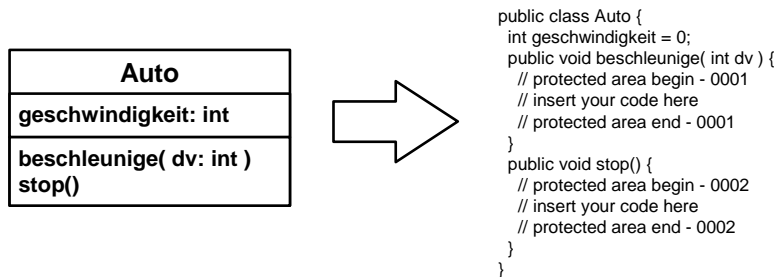 Auto
geschwindigkeit: int
beschleunige( dv: int )
stop()
public class Auto {
int geschwindigkeit = 0;
public void beschleunige( int dv ) {
// protected area begin - 0001
// insert your code here
// protected area end - 0001
}
public void stop() {
// protected area begin - 0002
// insert your code here
// protected area end - 0002
}
}